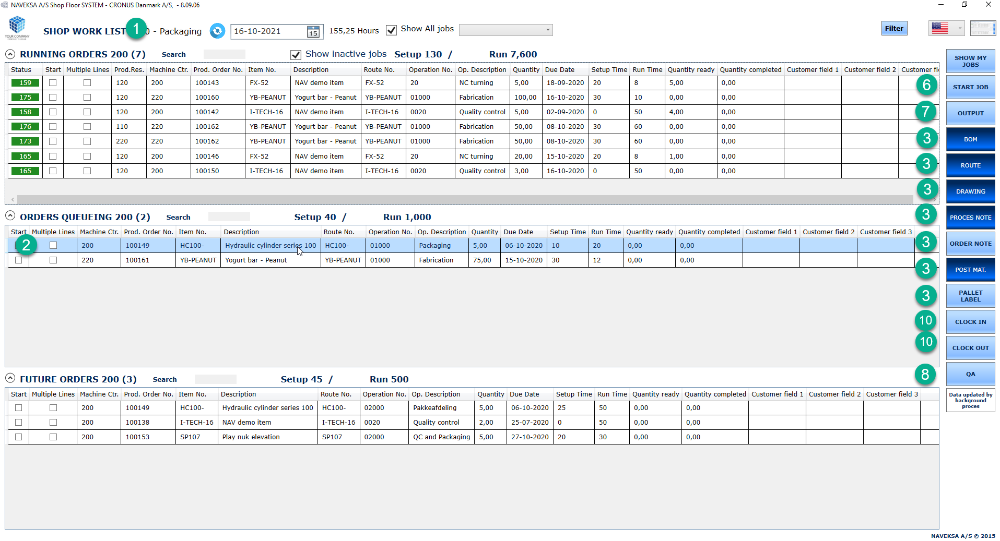 NAVEKSA A/S Shop Floor SYSTEM - CRONUS Danmark A/S,  - 8.09.06
YOUR COMPANY
SHOP WORK LIST 1 0 - Packaging 16-10-2021 15 155,25 Hours Show All jobs Filter
RUNNING ORDERS 200 (7) Search Show inactive jobs Setup 130 / Run 7,600
Status Start Multiple Lines Prod.Res. Machine Ctr. Prod. Order No. Item No. Description Route No. Operation No. Op. Description Quantity Due Date Setup Time Run Time Quantity ready Quantity completed Customer field 1 Customer field 2 Customer fi
159 120 200 100143 FX-52 NAV demo item FX-52 20 NC turning 5,00 18-09-2020 20 8 5,00 0,00
175 120 220 100160 YB-PEANUT Yogurt bar - Peanut YB-PEANUT 01000 Fabrication 100,00 16-10-2020 30 10 0,00 0,00
158 120 200 100142 I-TECH-16 NAV demo item I-TECH-16 0020 Quality control 5,00 02-09-2020 0 50 4,00 0,00
176 110 220 100162 YB-PEANUT Yogurt bar - Peanut YB-PEANUT 01000 Fabrication 50,00 08-10-2020 30 60 0,00 0,00
173 220 220 100162 YB-PEANUT Yogurt bar - Peanut YB-PEANUT 01000 Fabrication 50,00 08-10-2020 30 60 0,00 0,00
165 120 200 100146 FX-52 NAV demo item FX-52 20 NC turning 20,00 15-10-2020 20 8 1,00 0,00
165 120 200 100150 I-TECH-16 NAV demo item I-TECH-16 0020 Quality control 3,00 16-10-2020 0 50 0,00 0,00
ORDERS QUEUEING 200 (2) Search Setup 40 / Run 1,000
Start Multiple Lines Machine Ctr. Prod. Order No. Item No. Description Route No. Operation No. Op. Description Quantity Due Date Setup Time Run Time Quantity ready Quantity completed Customer field 1 Customer field 2 Customer field 3
2 200 100149 HC100- Hydraulic cylinder series 100 HC100- 01000 Packaging 5,00 06-10-2020 10 20 0,00 0,00
220 100161 YB-PEANUT Yogurt bar - Peanut YB-PEANUT 01000 Fabrication 75,00 15-10-2020 30 12 0,00 0,00
FUTURE ORDERS 200 (3) Search Setup 45 / Run 500
Start Multiple Lines Machine Ctr. Prod. Order No. Item No. Description Route No. Operation No. Op. Description Quantity Due Date Setup Time Run Time Quantity ready Quantity completed Customer field 1 Customer field 2 Customer field 3
200 100149 HC100- Hydraulic cylinder series 100 HC100- 02000 Pakkeafdeling 5,00 06-10-2020 25 50 0,00 0,00
200 100138 I-TECH-16 NAV demo item I-TECH-16 0020 Quality control 2,00 25-07-2020 0 50 0,00 0,00
200 100153 SP107 Play nuk elevation SP107 02000 QC and Packaging 5,00 27-10-2020 20 30 0,00 0,00
SHOW MY
JOBS
6 START JOB
7 OUTPUT
3 BOM
3 ROUTE
3 DRAWING
3 PROCES NOTE
3 ORDER NOTE
3 POST MAT.
3 PALLET
LABEL
10 CLOCK IN
10 CLOCK OUT
8 QA
Data updated by
background
proces
NAVEKSA A/S © 2015